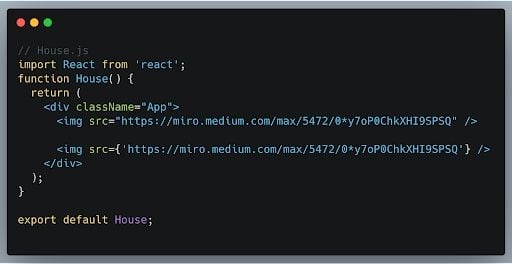 // House.js
import React from 'react';
function House() {
return (
<div className="App">
<img src="https://miro.medium.com/max/5472/0*y7oP0ChkXHI9SPSQ" />
<img src={'https://miro.medium.com/max/5472/0*y7oP0ChkXHI9SPSQ'} />
</div>
);
}
export default House;